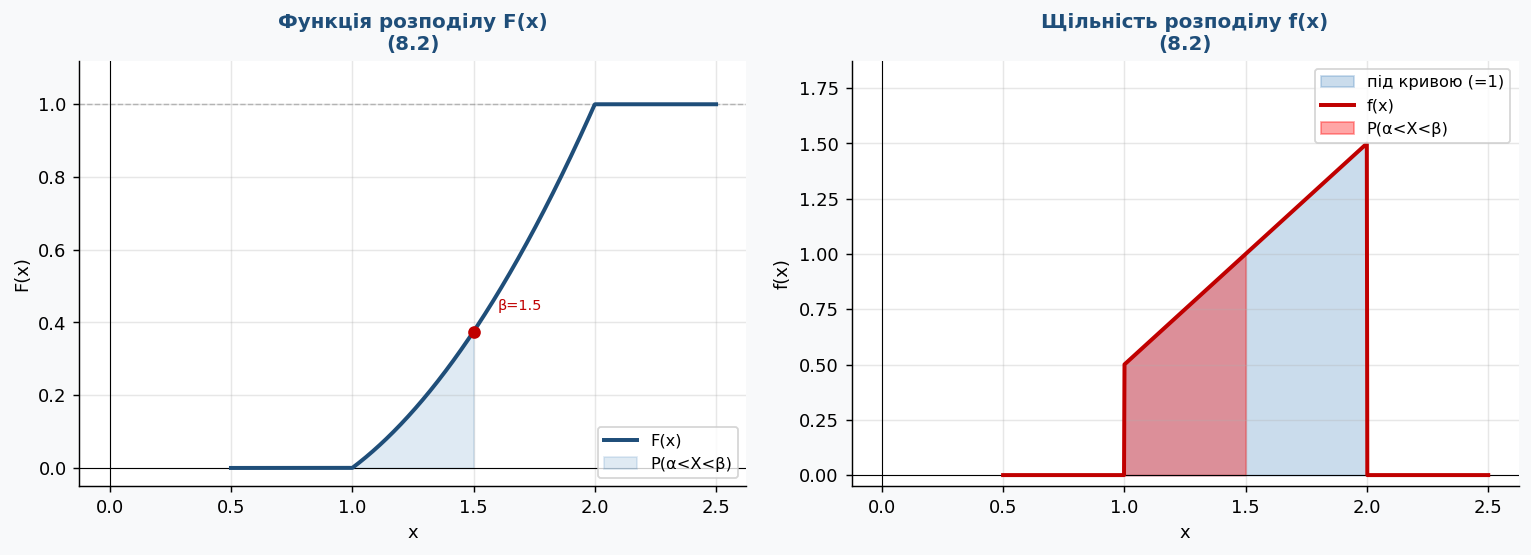 Функція розподілу F(x)
(8.2)
F(x)
1.0
0.8
0.6
0.4
0.2
0.0
β=1.5
F(x)
P(α<X<β)
0.0 0.5 1.0 1.5 2.0 2.5
x
Щільність розподілу f(x)
(8.2)
f(x)
1.75
1.50
1.25
1.00
0.75
0.50
0.25
0.00
під кривою (=1)
f(x)
P(α<X<β)
0.0 0.5 1.0 1.5 2.0 2.5
x